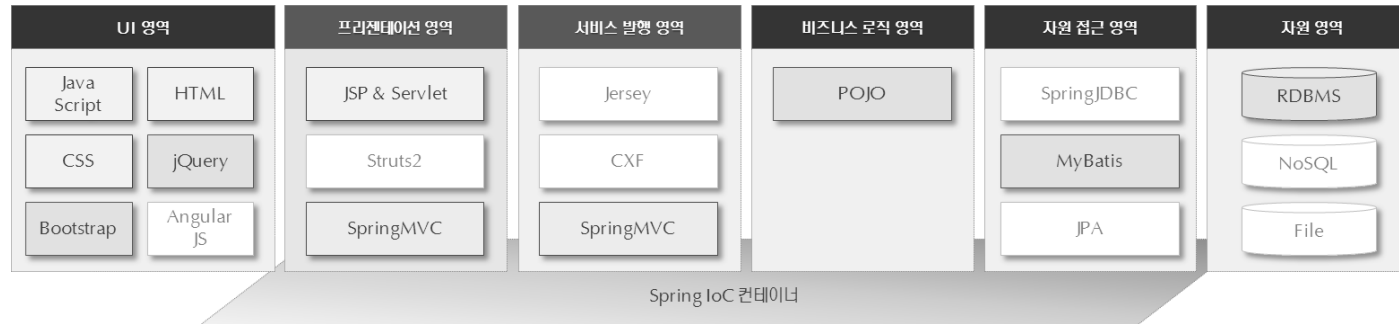 UI 영역
Java
Script
HTML
CSS
jQuery
Bootstrap
Angular
JS
프리젠테이션 영역
JSP & Servlet
Struts2
SpringMVC
서비스 발행 영역
Jersey
CXF
SpringMVC
비즈니스 로직 영역
POJO
자원 접근 영역
SpringJDBC
MyBatis
JPA
자원 영역
RDBMS
NoSQL
File
Spring IoC 컨테이너